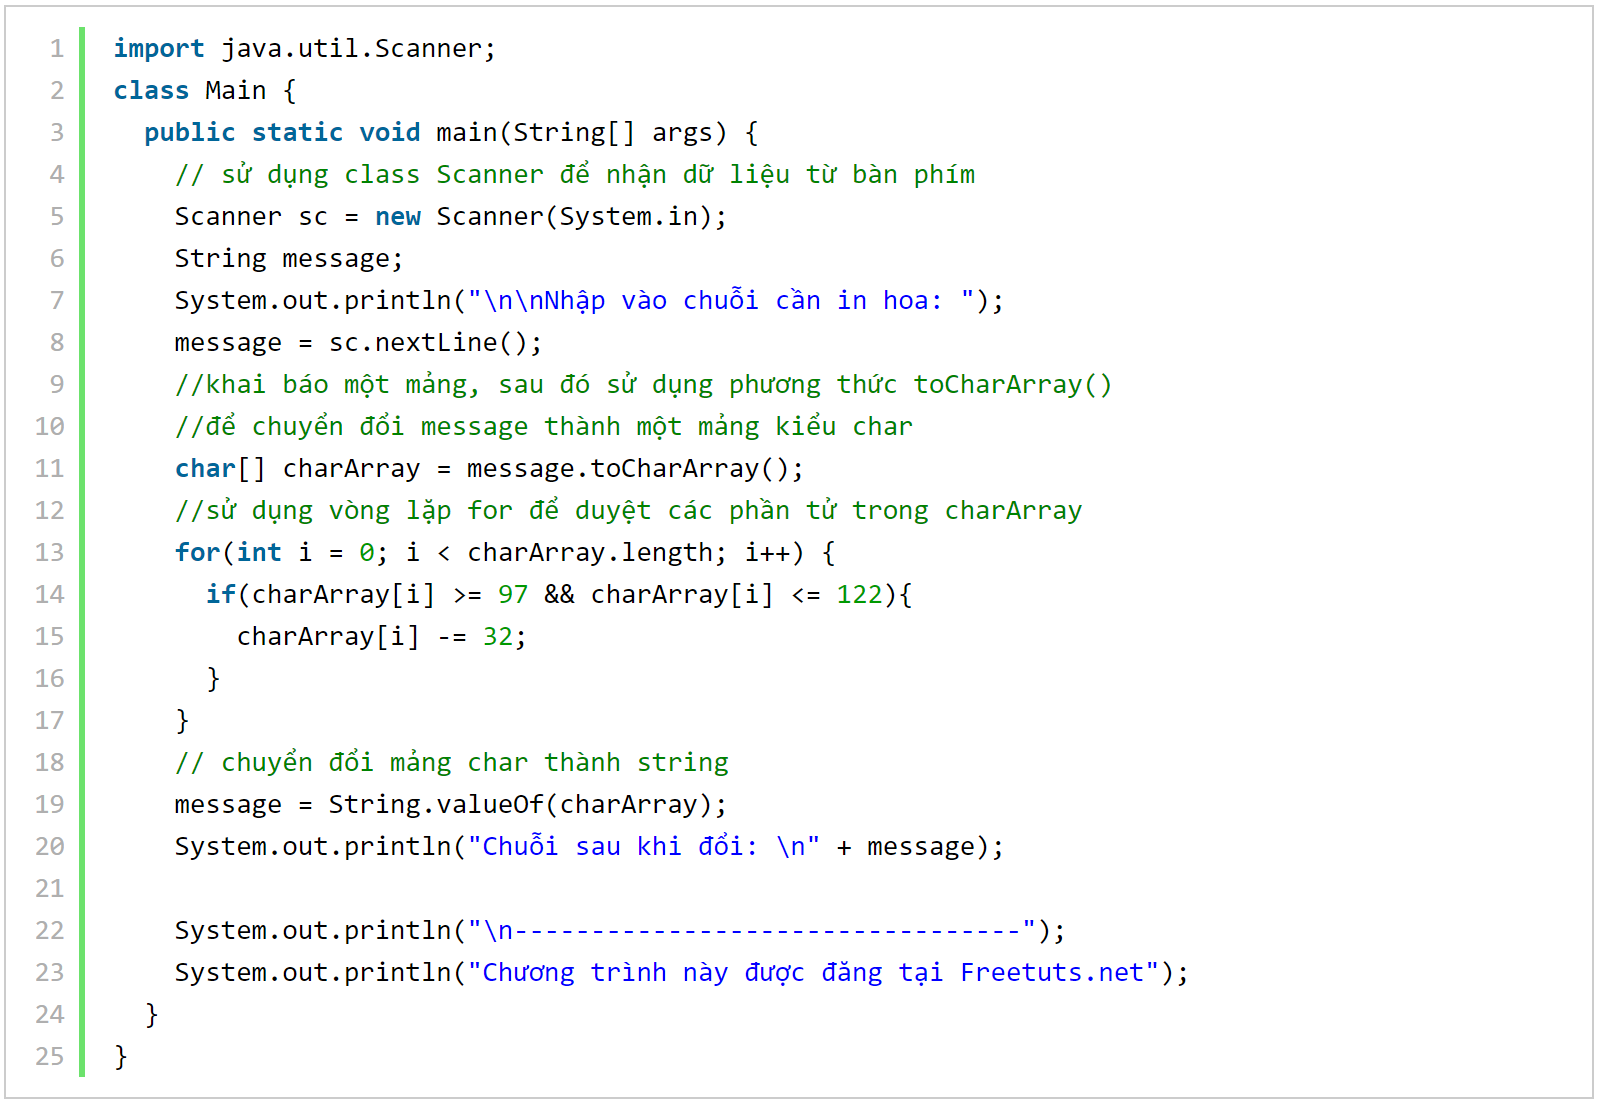 1 import java.util.Scanner;
2 class Main {
3 public static void main(String[] args) {
4 // sử dụng class Scanner để nhận dữ liệu từ bàn phím
5 Scanner sc = new Scanner(System.in);
6 String message;
7 System.out.println("\n\nNhập vào chuỗi cần in hoa: ");
8 message = sc.nextLine();
9 //khai báo một mảng, sau đó sử dụng phương thức toCharArray()
10 //để chuyển đổi message thành một mảng kiểu char
11 char[] charArray = message.toCharArray();
12 //sử dụng vòng lặp for để duyệt các phần tử trong charArray
13 for(int i = 0; i < charArray.length; i++) {
14 if(charArray[i] >= 97 && charArray[i] <= 122){
15 charArray[i] -= 32;
16 }
17 }
18 // chuyển đổi mảng char thành string
19 message = String.valueOf(charArray);
20 System.out.println("Chuỗi sau khi đổi: \n" + message);
21
22 System.out.println("\n---------------------------------");
23 System.out.println("Chương trình này được đăng tại Freetuts.net");
24 }
25 }